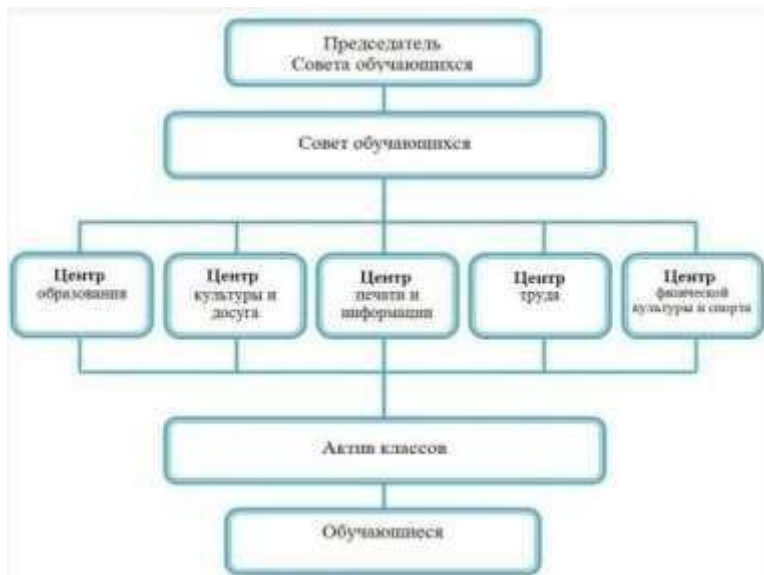 Председатель
Совета обучающихся
Совет обучающихся
Центр
образования
Центр
культуры и
досуга
Центр
печати и
информации
Центр
труда
Центр
физической
культуры и спорта
Актив классов
Обучающиеся